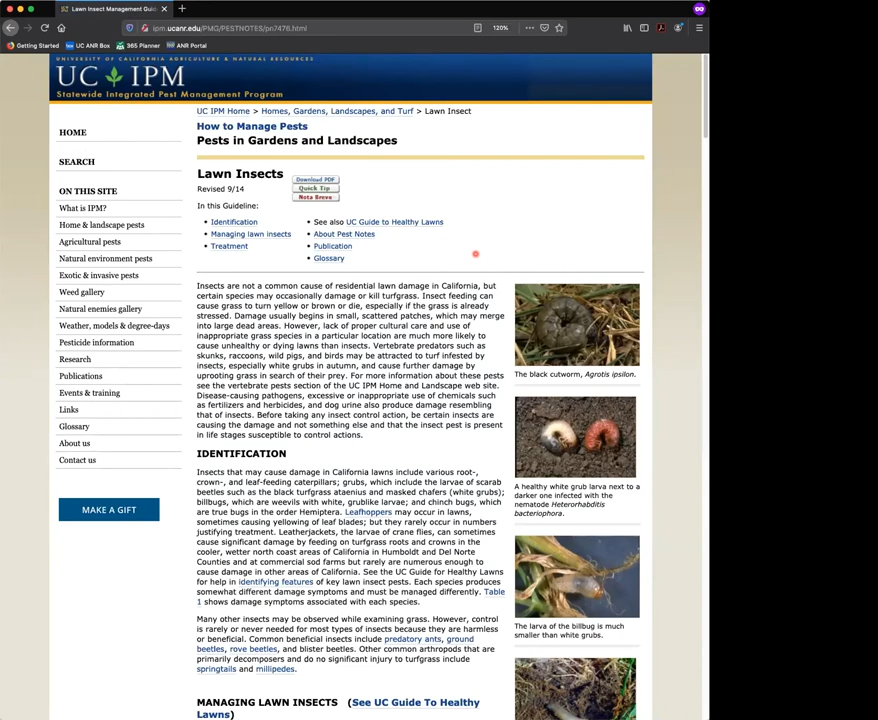 Lawn Insect Management Gui
ipm.ucanr.edu/PMG/PESTNOTES/pn7476.html
120%
Getting Started
UC ANR Box
365 Planner
ANR Portal
UNIVERSITY OF CALIFORNIA AGRICULTURE & NATURAL RESOURCES
UC IPM
Statewide Integrated Pest Management Program
HOME
SEARCH
ON THIS SITE
What is IPM?
Home & landscape pests
Agricultural pests
Natural environment pests
Exotic & invasive pests
Weed gallery
Natural enemies gallery
Weather, models & degree-days
Pesticide information
Research
Publications
Events & training
Links
Glossary
About us
Contact us
MAKE A GIFT
UC IPM Home > Homes, Gardens, Landscapes, and Turf > Lawn Insect
How to Manage Pests
Pests in Gardens and Landscapes
Lawn Insects
Download PDF
Revised 9/14
Quick Tip
Nota Breve
In this Guideline:
• Identification
• Managing lawn insects
• Treatment
• See also UC Guide to Healthy Lawns
• About Pest Notes
• Publication
• Glossary
Insects are not a common cause of residential lawn damage in California, but
certain species may occasionally damage or kill turfgrass. Insect feeding can
cause grass to turn yellow or brown or die, especially if the grass is already
stressed. Damage usually begins in small, scattered patches, which may merge
into large dead areas. However, lack of proper cultural care and use of
inappropriate grass species in a particular location are much more likely to
cause unhealthy or dying lawns than insects. Vertebrate predators such as
skunks, raccoons, wild pigs, and birds may be attracted to turf infested by
insects, especially white grubs in autumn, and cause further damage by
uprooting grass in search of their prey. For more information about these pests
see the vertebrate pests section of the UC IPM Home and Landscape web site.
Disease-causing pathogens, excessive or inappropriate use of chemicals such
as fertilizers and herbicides, and dog urine also produce damage resembling
that of insects. Before taking any insect control action, be certain insects are
causing the damage and not something else and that the insect pest is present
in life stages susceptible to control actions.
IDENTIFICATION
Insects that may cause damage in California lawns include various root-,
crown-, and leaf-feeding caterpillars; grubs, which include the larvae of scarab
beetles such as the black turfgrass ataenius and masked chafers (white grubs);
billbugs, which are weevils with white, grublike larvae; and chinch bugs, which
are true bugs in the order Hemiptera. Leafhoppers may occur in lawns,
sometimes causing yellowing of leaf blades; but they rarely occur in numbers
justifying treatment. Leatherjackets, the larvae of crane flies, can sometimes
cause significant damage by feeding on turfgrass roots and crowns in the
cooler, wetter north coast areas of California in Humboldt and Del Norte
Counties and at commercial sod farms but rarely are numerous enough to
cause damage in other areas of California. See the UC Guide for Healthy Lawns
for help in identifying features of key lawn insect pests. Each species produces
somewhat different damage symptoms and must be managed differently. Table
1 shows damage symptoms associated with each species.
Many other insects may be observed while examining grass. However, control
is rarely or never needed for most types of insects because they are harmless
or beneficial. Common beneficial insects include predatory ants, ground
beetles, rove beetles, and blister beetles. Other common arthropods that are
primarily decomposers and do no significant injury to turfgrass include
springtails and millipedes.
MANAGING LAWN INSECTS (See UC Guide To Healthy
Lawns)
The black cutworm, Agrotis ipsilon.
A healthy white grub larva next to a
darker one infected with the
nematode Heterorhabditis
bacteriophora.
The larva of the billbug is much
smaller than white grubs.